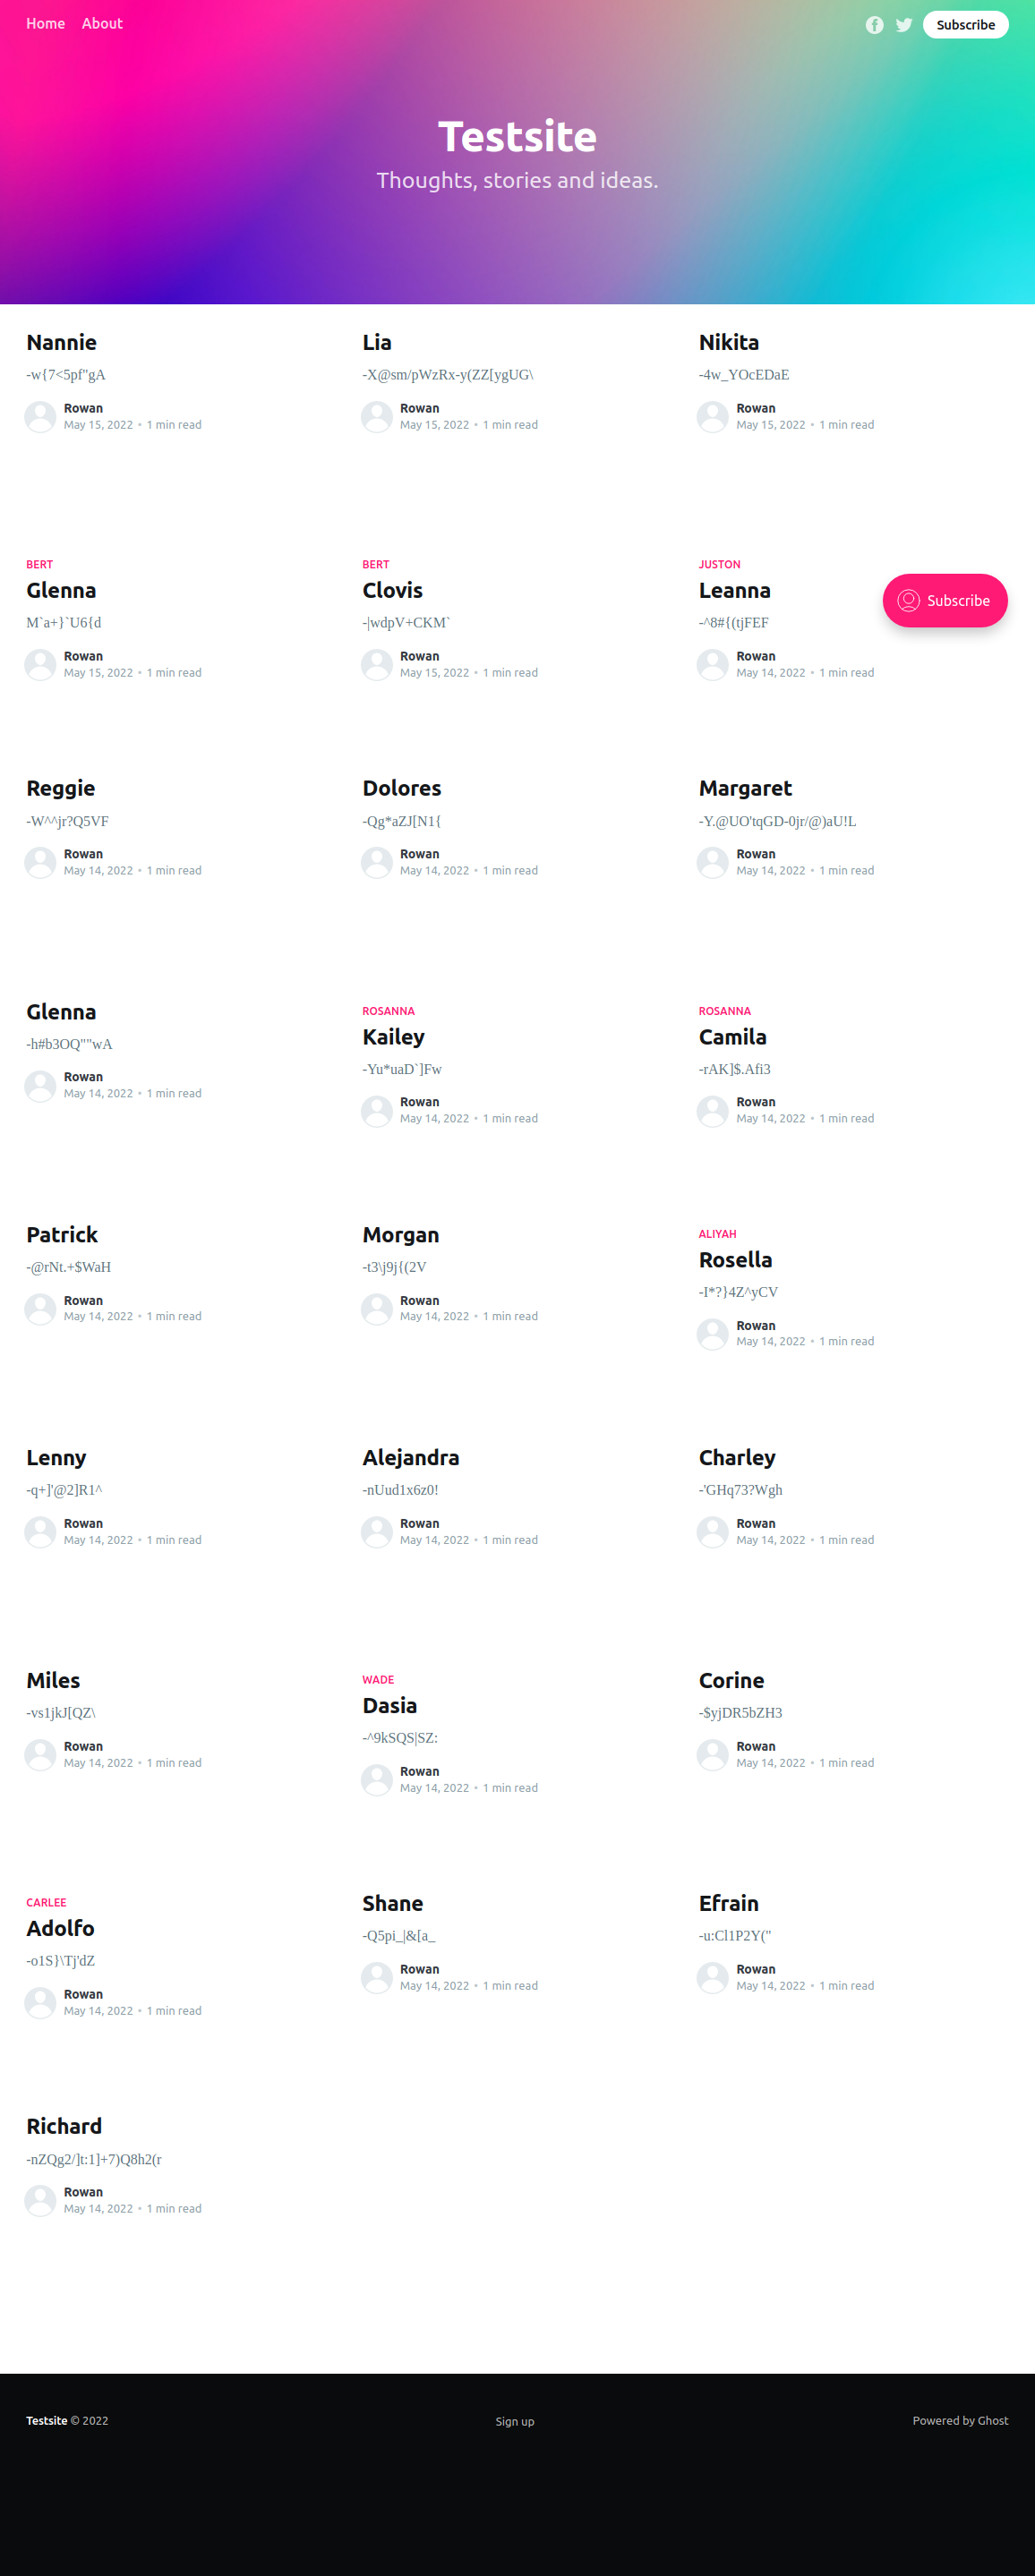 Home About
Subscribe
Testsite
Thoughts, stories and ideas.
Nannie
-w{7<5pf"gA
Rowan
May 15, 2022 • 1 min read
Lia
-X@sm/pWzRx-y(ZZ[ygUG\
Rowan
May 15, 2022 • 1 min read
Nikita
-4w_YOcEDaE
Rowan
May 15, 2022 • 1 min read
BERT
Glenna
M`a+}`U6{d
Rowan
May 15, 2022 • 1 min read
BERT
Clovis
-|wdpV+CKM`
Rowan
May 15, 2022 • 1 min read
JUSTON
Leanna
-^8#{(tjFEF
Rowan
May 14, 2022 • 1 min read
Subscribe
Reggie
-W^^jr?Q5VF
Rowan
May 14, 2022 • 1 min read
Dolores
-Qg*aZJ[N1{
Rowan
May 14, 2022 • 1 min read
Margaret
-Y.@UO'tqGD-0jr/@)aU!L
Rowan
May 14, 2022 • 1 min read
Glenna
-h#b3OQ""wA
Rowan
May 14, 2022 • 1 min read
ROSANNA
Kailey
-Yu*uaD`]Fw
Rowan
May 14, 2022 • 1 min read
ROSANNA
Camila
-rAK]$.Afi3
Rowan
May 14, 2022 • 1 min read
Patrick
-@rNt.+$WaH
Rowan
May 14, 2022 • 1 min read
Morgan
-t3\j9j{(2V
Rowan
May 14, 2022 • 1 min read
ALIYAH
Rosella
-I*?}4Z^yCV
Rowan
May 14, 2022 • 1 min read
Lenny
-q+]'@2]R1^
Rowan
May 14, 2022 • 1 min read
Alejandra
-nUud1x6z0!
Rowan
May 14, 2022 • 1 min read
Charley
-'GHq73?Wgh
Rowan
May 14, 2022 • 1 min read
Miles
-vs1jkJ[QZ\
Rowan
May 14, 2022 • 1 min read
WADE
Dasia
-^9kSQS|SZ:
Rowan
May 14, 2022 • 1 min read
Corine
-$yjDR5bZH3
Rowan
May 14, 2022 • 1 min read
CARLEE
Adolfo
-o1S}\Tj'dZ
Rowan
May 14, 2022 • 1 min read
Shane
-Q5pi_|&[a_
Rowan
May 14, 2022 • 1 min read
Efrain
-u:Cl1P2Y("
Rowan
May 14, 2022 • 1 min read
Richard
-nZQg2/]t:1]+7)Q8h2(r
Rowan
May 14, 2022 • 1 min read
Testsite © 2022
Sign up
Powered by Ghost